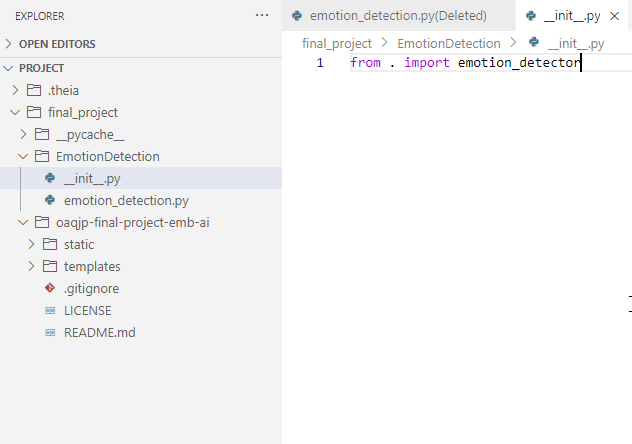 EXPLORER
OPEN EDITORS
PROJECT
.theia
final_project
__pycache__
EmotionDetection
__init__.py
emotion_detection.py
oaqjp-final-project-emb-ai
static
templates
.gitignore
LICENSE
README.md
emotion_detection.py(Deleted)
__init__.py
final_project > EmotionDetection > __init__.py
1 from . import emotion_detector